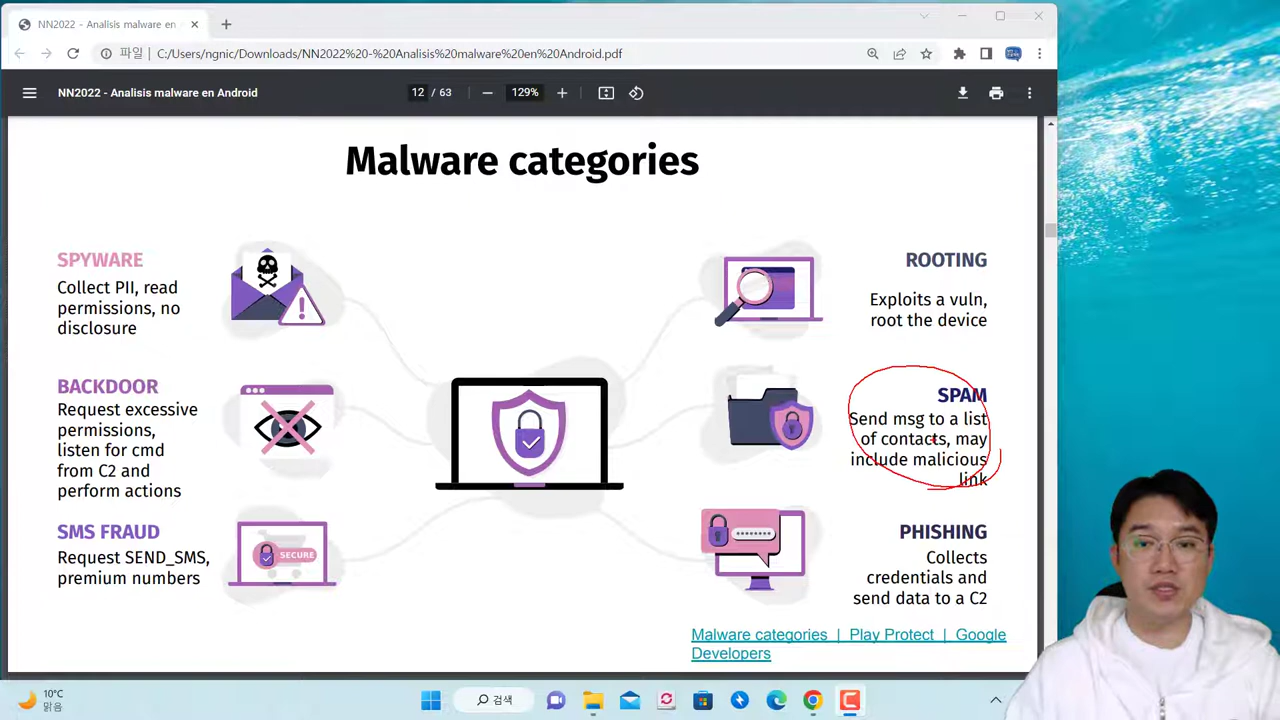 NN2022 - Analisis malware en
파일 C:/Users/ngnic/Downloads/NN2022%20-%20Analisis%20malware%20en%20Android.pdf
NN2022 - Analisis malware en Android
12 / 63
129%
Malware categories
SPYWARE
Collect PII, read
permissions, no
disclosure
BACKDOOR
Request excessive
permissions,
listen for cmd
from C2 and
perform actions
SMS FRAUD
Request SEND_SMS,
premium numbers
SECURE
ROOTING
Exploits a vuln,
root the device
SPAM
Send msg to a list
of contacts, may
include malicious
link
PHISHING
Collects
credentials and
send data to a C2
Malware categories | Play Protect | Google
Developers
10°C
맑음
검색